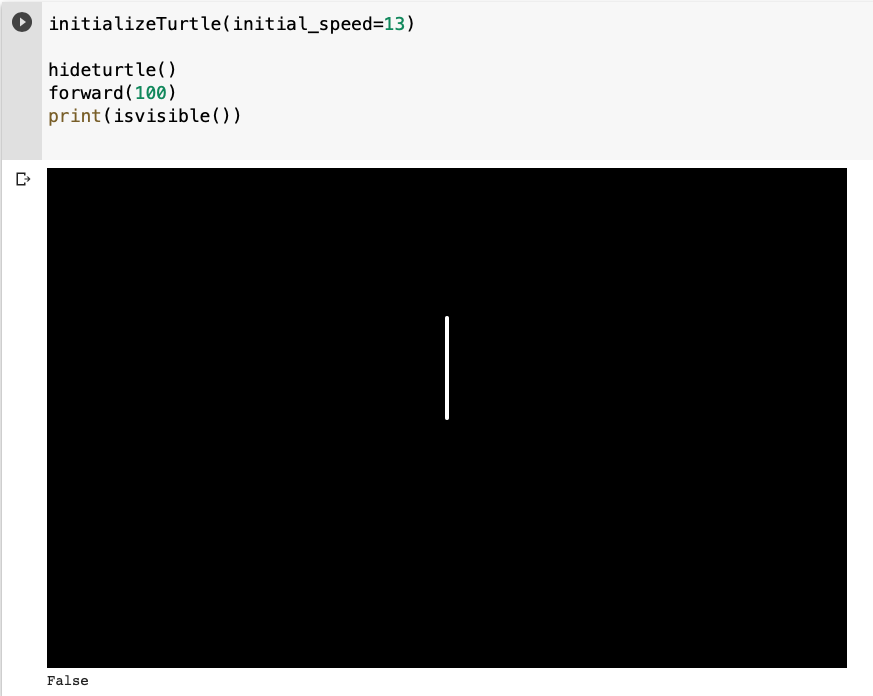 initializeTurtle(initial_speed=13)
hideturtle()
forward(100)
print(isvisible())
False